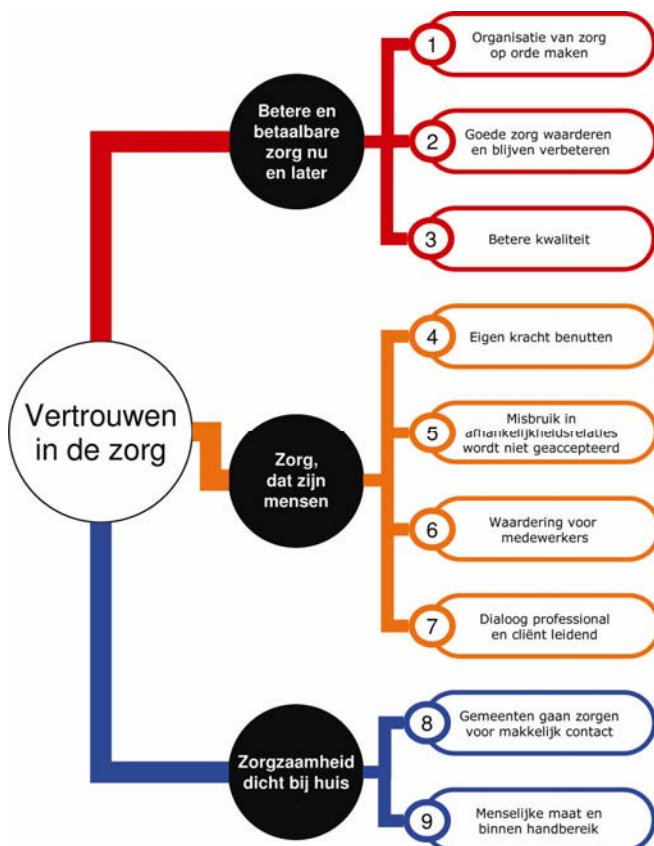 Vertrouwen
in de zorg
Betere en
betaalbare
zorg nu
en later
1
Organisatie van zorg
op orde maken
2
Goede zorg waarderen
en blijven verbeteren
3
Betere kwaliteit
Zorg,
dat zijn
mensen
4
Eigen kracht benutten
5
Misbruik in
afhankelijkheidsrelaties
wordt niet geaccepteerd
6
Waardering voor
medewerkers
7
Dialoog professional
en cliënt leidend
Zorgzaamheid
dicht bij huis
8
Gemeenten gaan zorgen
voor makkelijk contact
9
Menselijke maat en
binnen handbereik